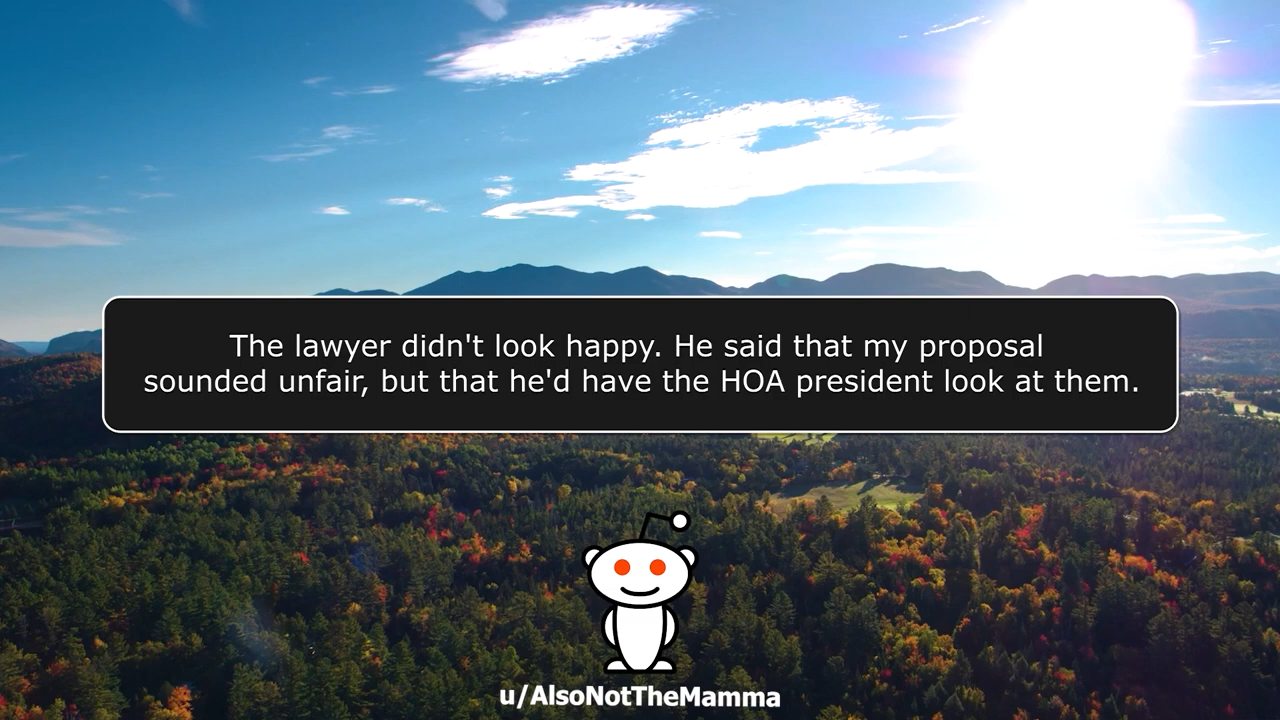 The lawyer didn't look happy. He said that my proposal
sounded unfair, but that he'd have the HOA president look at them.
u/AlsoNotTheMamma